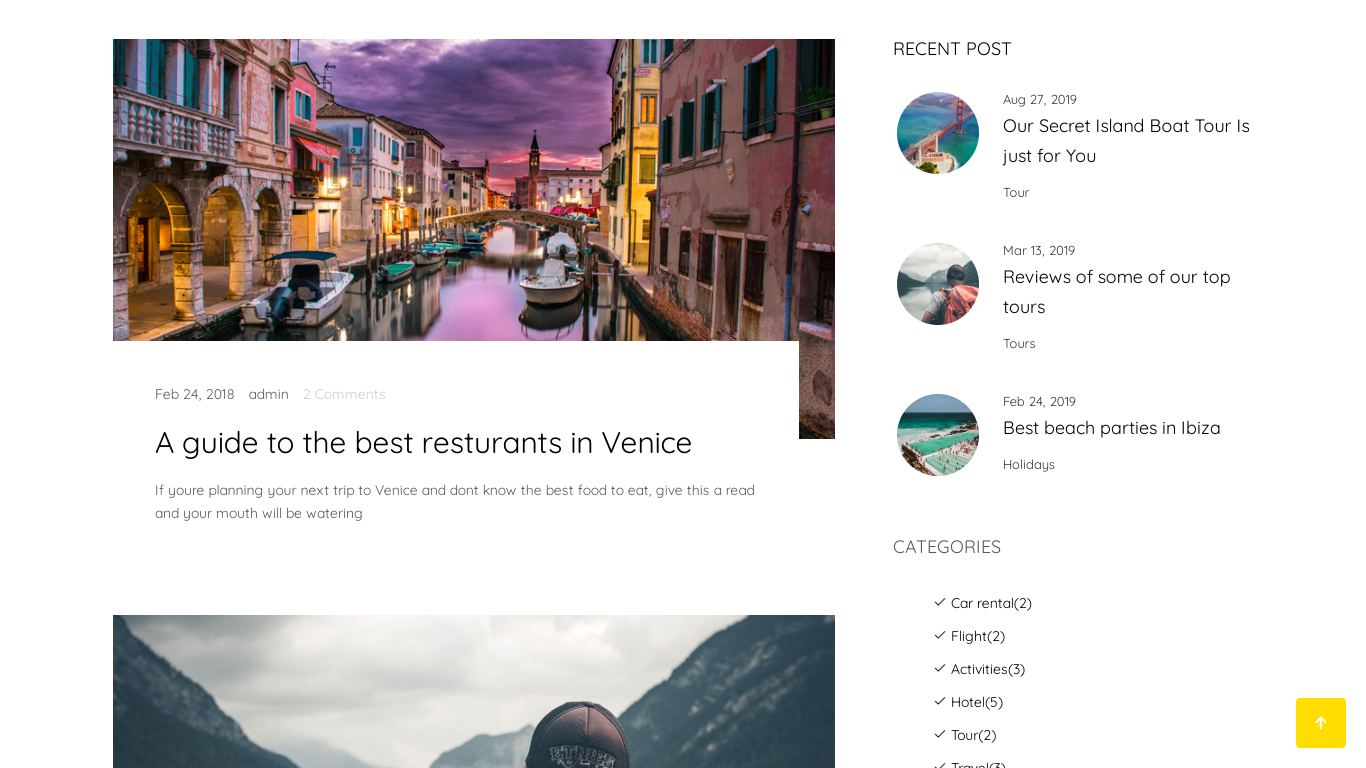 Feb 24, 2018 admin 2 Comments
A guide to the best resturants in Venice
If youre planning your next trip to Venice and dont know the best food to eat, give this a read
and your mouth will be watering
ETNIES
RECENT POST
Aug 27, 2019
Our Secret Island Boat Tour Is
just for You
Tour
Mar 13, 2019
Reviews of some of our top
tours
Tours
Feb 24, 2019
Best beach parties in Ibiza
Holidays
CATEGORIES
Car rental(2)
Flight(2)
Activities(3)
Hotel(5)
Tour(2)
Travel(3)